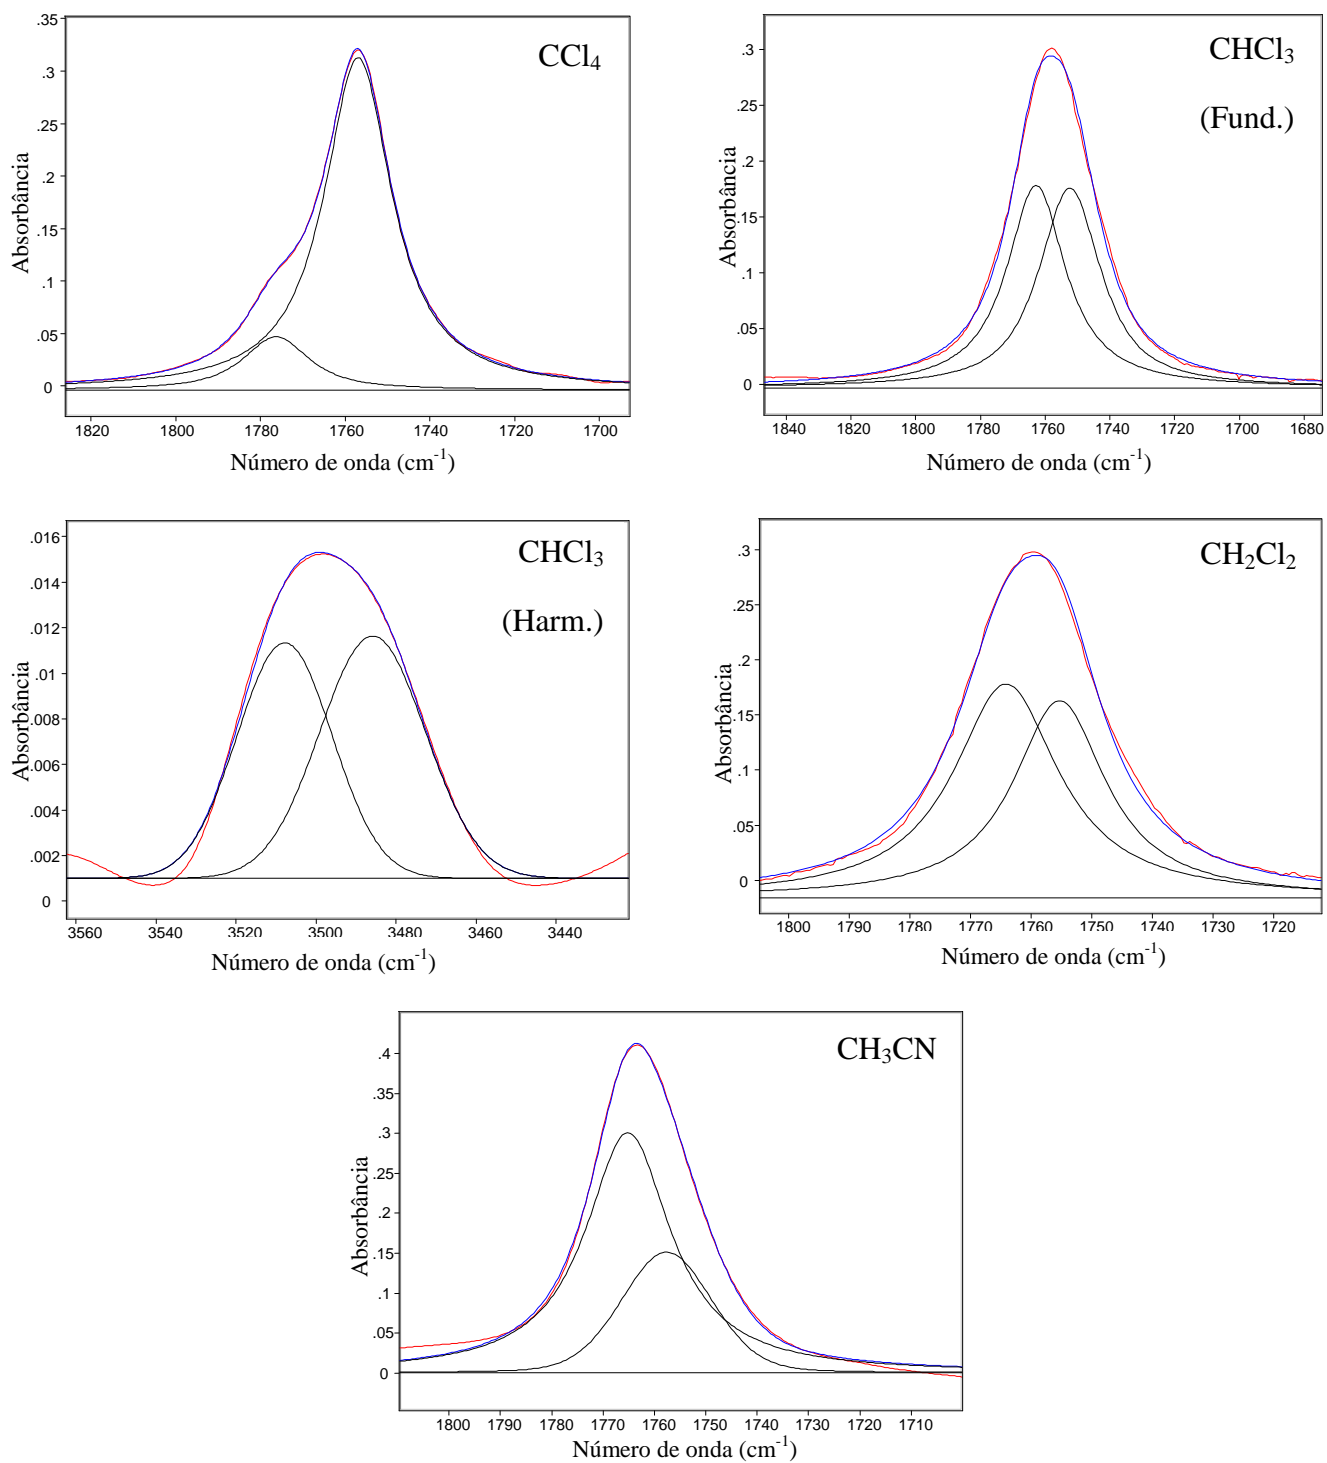 CCl4
Absorbância
.35
.3
.25
.2
.15
.1
.05
0
1820 1800 1780 1760 1740 1720 1700
Número de onda (cm-1)
CHCl3
(Fund.)
Absorbância
.3
.25
.2
.15
.1
.05
0
1840 1820 1800 1780 1760 1740 1720 1700 1680
Número de onda (cm-1)
CHCl3
(Harm.)
Absorbância
.016
.014
.012
.01
.008
.006
.004
.002
0
3560 3540 3520 3500 3480 3460 3440
Número de onda (cm-1)
CH2Cl2
Absorbância
.3
.25
.2
.15
.1
.05
0
1800 1790 1780 1770 1760 1750 1740 1730 1720
Número de onda (cm-1)
CH3CN
Absorbância
.4
.35
.3
.25
.2
.15
.1
.05
0
1800 1790 1780 1770 1760 1750 1740 1730 1720 1710
Número de onda (cm-1)